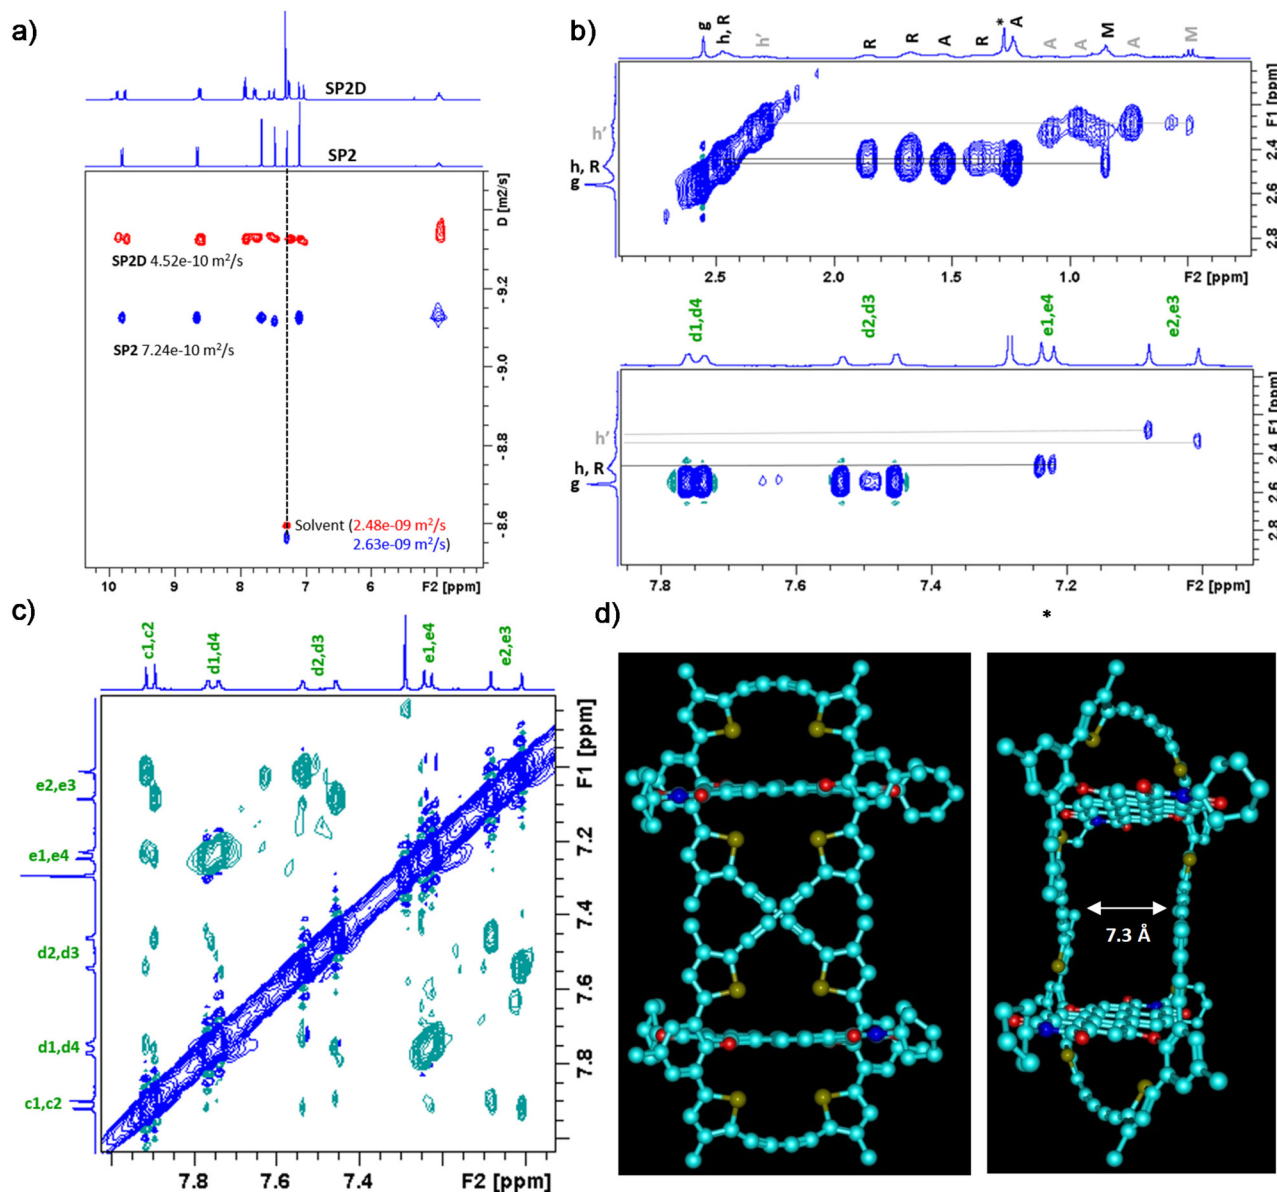 a)
SP2D
SP2
D [m2/s]
SP2D 4.52e-10 m²/s
-9.2
SP2 7.24e-10 m²/s
-9.0
-8.8
-8.6
Solvent (2.48e-09 m²/s
2.63e-09 m²/s)
10 9 8 7 6 F2 [ppm]
b)
g h, R h' R R A R * A A A A M M
F1 [ppm]
h'
h, R
g
2.4
2.6
2.8
2.5 2.0 1.5 1.0 F2 [ppm]
d1,d4 d2,d3 e1,e4 e2,e3
F1 [ppm]
h'
h, R
g
2.4
2.6
2.8
7.8 7.6 7.4 7.2 F2 [ppm]
c)
c1,c2 d1,d4 d2,d3 e1,e4 e2,e3
F1 [ppm]
e2,e3
e1,e4
d2,d3
d1,d4
c1,c2
7.2
7.4
7.6
7.8
7.8 7.6 7.4 F2 [ppm]
d)
*
7.3 Å